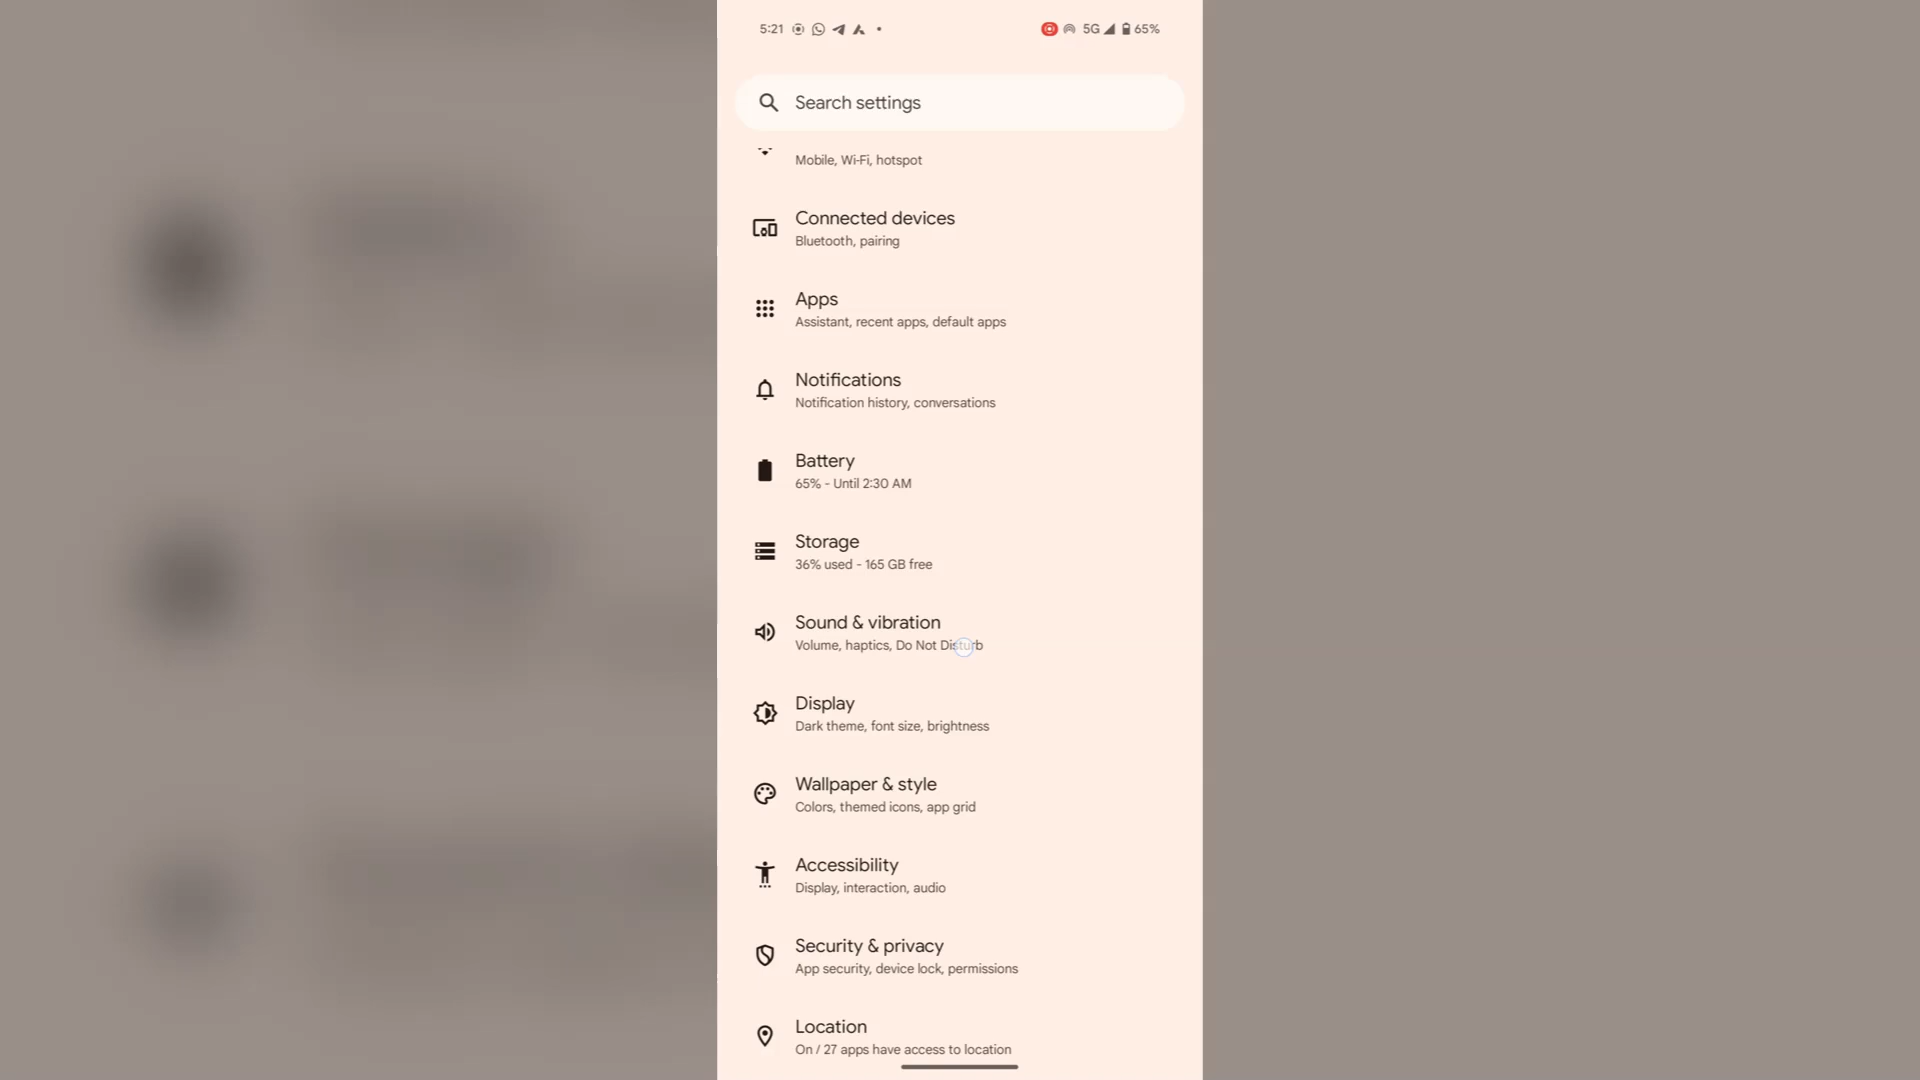 5:21
5G 65%
Search settings
Mobile, Wi-Fi, hotspot
Connected devices
Bluetooth, pairing
Apps
Assistant, recent apps, default apps
Notifications
Notification history, conversations
Battery
65% - Until 2:30 AM
Storage
36% used - 165 GB free
Sound & vibration
Volume, haptics, Do Not Disturb
Display
Dark theme, font size, brightness
Wallpaper & style
Colors, themed icons, app grid
Accessibility
Display, interaction, audio
Security & privacy
App security, device lock, permissions
Location
On / 27 apps have access to location